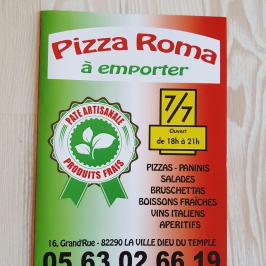 Pizza Roma
à emporter
PATE ARTISANALE
PRODUITS FRAIS
7/7
Ouvert
de 18h à 21h
PIZZAS - PANINIS
SALADES
BRUSCHETTAS
BOISSONS FRAÎCHES
VINS ITALIENS
APERITIFS
16, Grand'Rue - 82290 LA VILLE DIEU DU TEMPLE
05 63 02 66 19